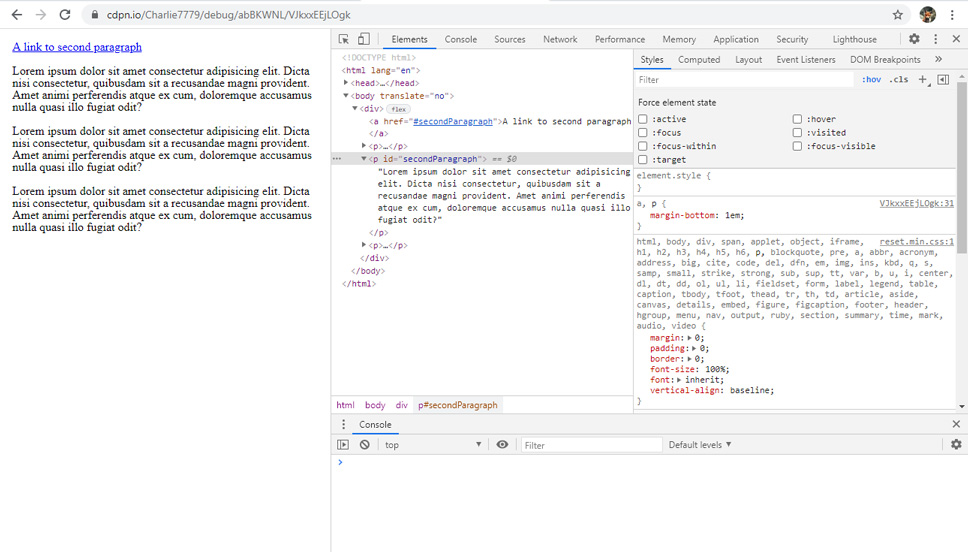 cdpn.io/Charlie7779/debug/abBKWNL/VJkxxEEjLOgk
A link to second paragraph
Lorem ipsum dolor sit amet consectetur adipisicing elit. Dicta
nisi consectetur, quibusdam sit a recusandae magni provident.
Amet animi perferendis atque ex cum, doloremque accusamus
nulla quasi illo fugiat odit?
Lorem ipsum dolor sit amet consectetur adipisicing elit. Dicta
nisi consectetur, quibusdam sit a recusandae magni provident.
Amet animi perferendis atque ex cum, doloremque accusamus
nulla quasi illo fugiat odit?
Lorem ipsum dolor sit amet consectetur adipisicing elit. Dicta
nisi consectetur, quibusdam sit a recusandae magni provident.
Amet animi perferendis atque ex cum, doloremque accusamus
nulla quasi illo fugiat odit?
Elements Console Sources Network Performance Memory Application Security Lighthouse
<!DOCTYPE html>
<html lang="en">
<head>…</head>
<body translate="no">
<div> flex
<a href="#secondParagraph">A link to second paragraph
</a>
<p>…</p>
<p id="secondParagraph"> == $0
"Lorem ipsum dolor sit amet consectetur adipisicing
elit. Dicta nisi consectetur, quibusdam sit a
recusandae magni provident. Amet animi perferendis
atque ex cum, doloremque accusamus nulla quasi illo
fugiat odit?"
</p>
<p>…</p>
</div>
</body>
</html>
html body div p#secondParagraph
Styles Computed Layout Event Listeners DOM Breakpoints »
Filter :hov .cls +
Force element state
:active :hover
:focus :visited
:focus-within :focus-visible
:target
element.style {
}
a, p { VJkxxEEjLOgk:31
margin-bottom: 1em;
}
html, body, div, span, applet, object, iframe, reset.min.css:1
h1, h2, h3, h4, h5, h6, p, blockquote, pre, a, abbr, acronym,
address, big, cite, code, del, dfn, em, img, ins, kbd, q, s,
samp, small, strike, strong, sub, sup, tt, var, b, u, i, center,
dl, dt, dd, ol, ul, li, fieldset, form, label, legend, table,
caption, tbody, tfoot, thead, tr, th, td, article, aside,
canvas, details, embed, figure, figcaption, footer, header,
hgroup, menu, nav, output, ruby, section, summary, time, mark,
audio, video {
margin: 0;
padding: 0;
border: 0;
font-size: 100%;
font: inherit;
vertical-align: baseline;
}
Console
top Filter Default levels